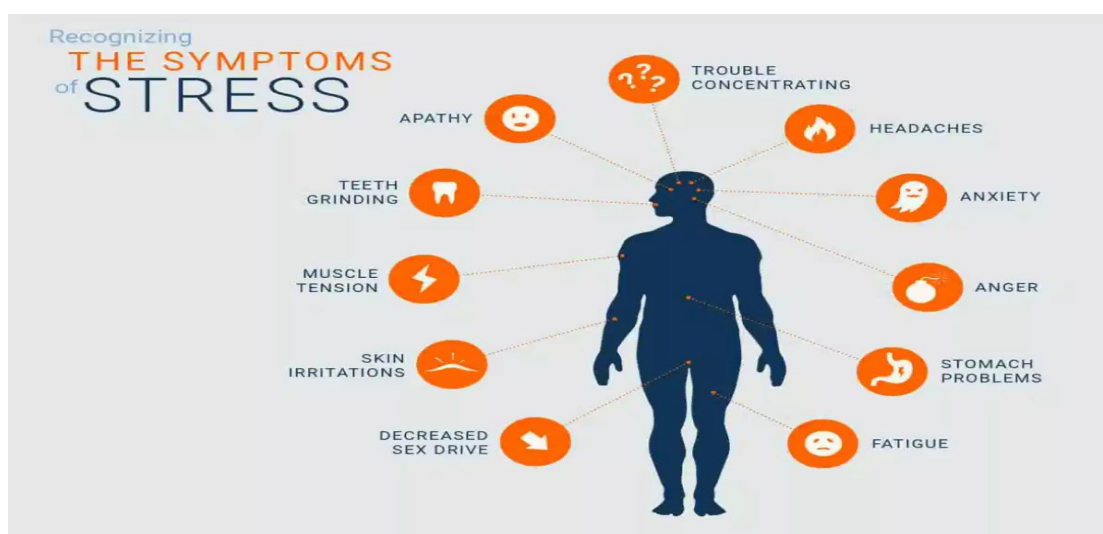 Recognizing
THE SYMPTOMS
of STRESS
TROUBLE
CONCENTRATING
APATHY
HEADACHES
TEETH
GRINDING
ANXIETY
MUSCLE
TENSION
ANGER
SKIN
IRRITATIONS
STOMACH
PROBLEMS
DECREASED
SEX DRIVE
FATIGUE
???